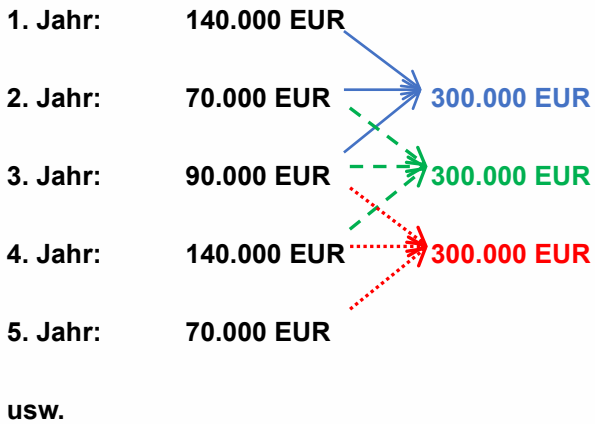 1. Jahr: 140.000 EUR
2. Jahr: 70.000 EUR 300.000 EUR
3. Jahr: 90.000 EUR 300.000 EUR
4. Jahr: 140.000 EUR 300.000 EUR
5. Jahr: 70.000 EUR
usw.